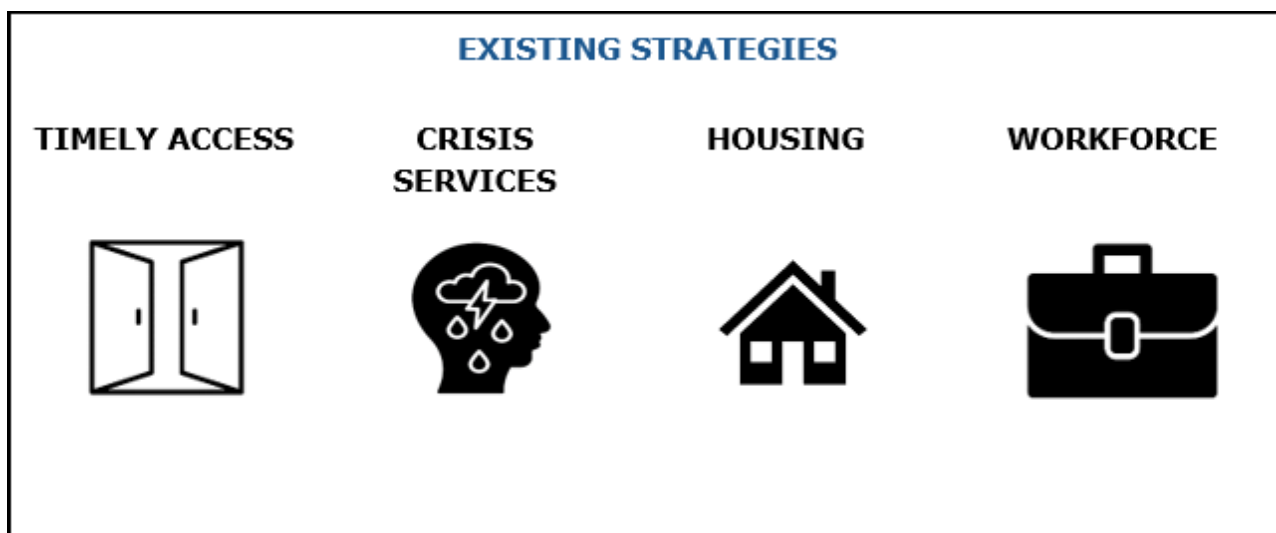 EXISTING STRATEGIES
TIMELY ACCESS
CRISIS
SERVICES
HOUSING
WORKFORCE